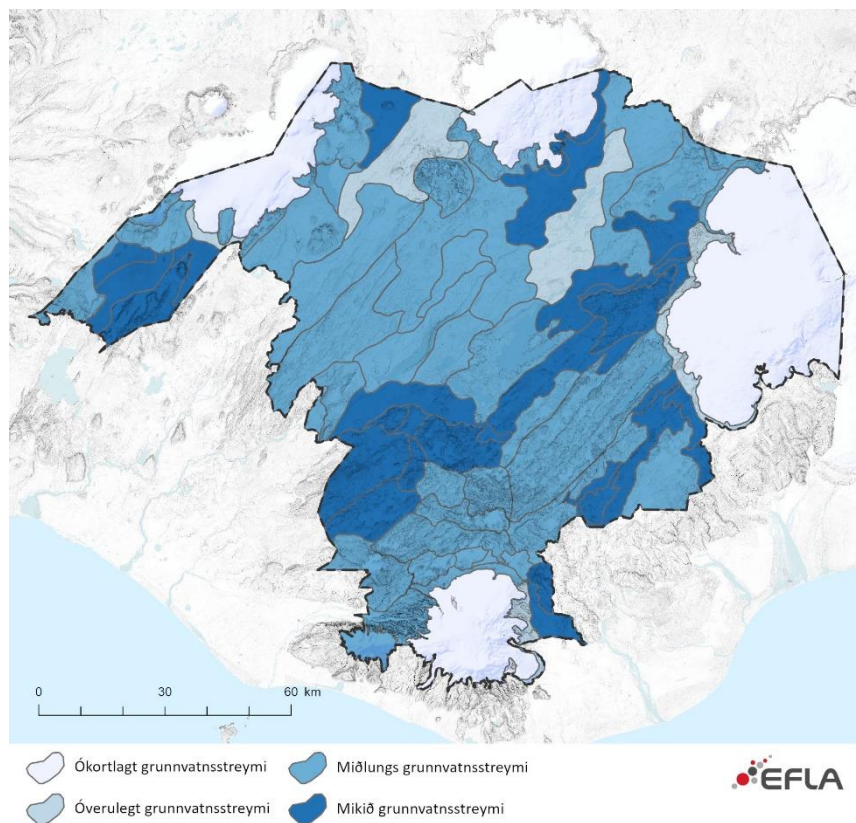 0 30 60 km
Ókortlagt grunnvatnsstreymi
Miðlungs grunnvatnsstreymi
Óverulegt grunnvatnsstreymi
Mikið grunnvatnsstreymi
EFLA